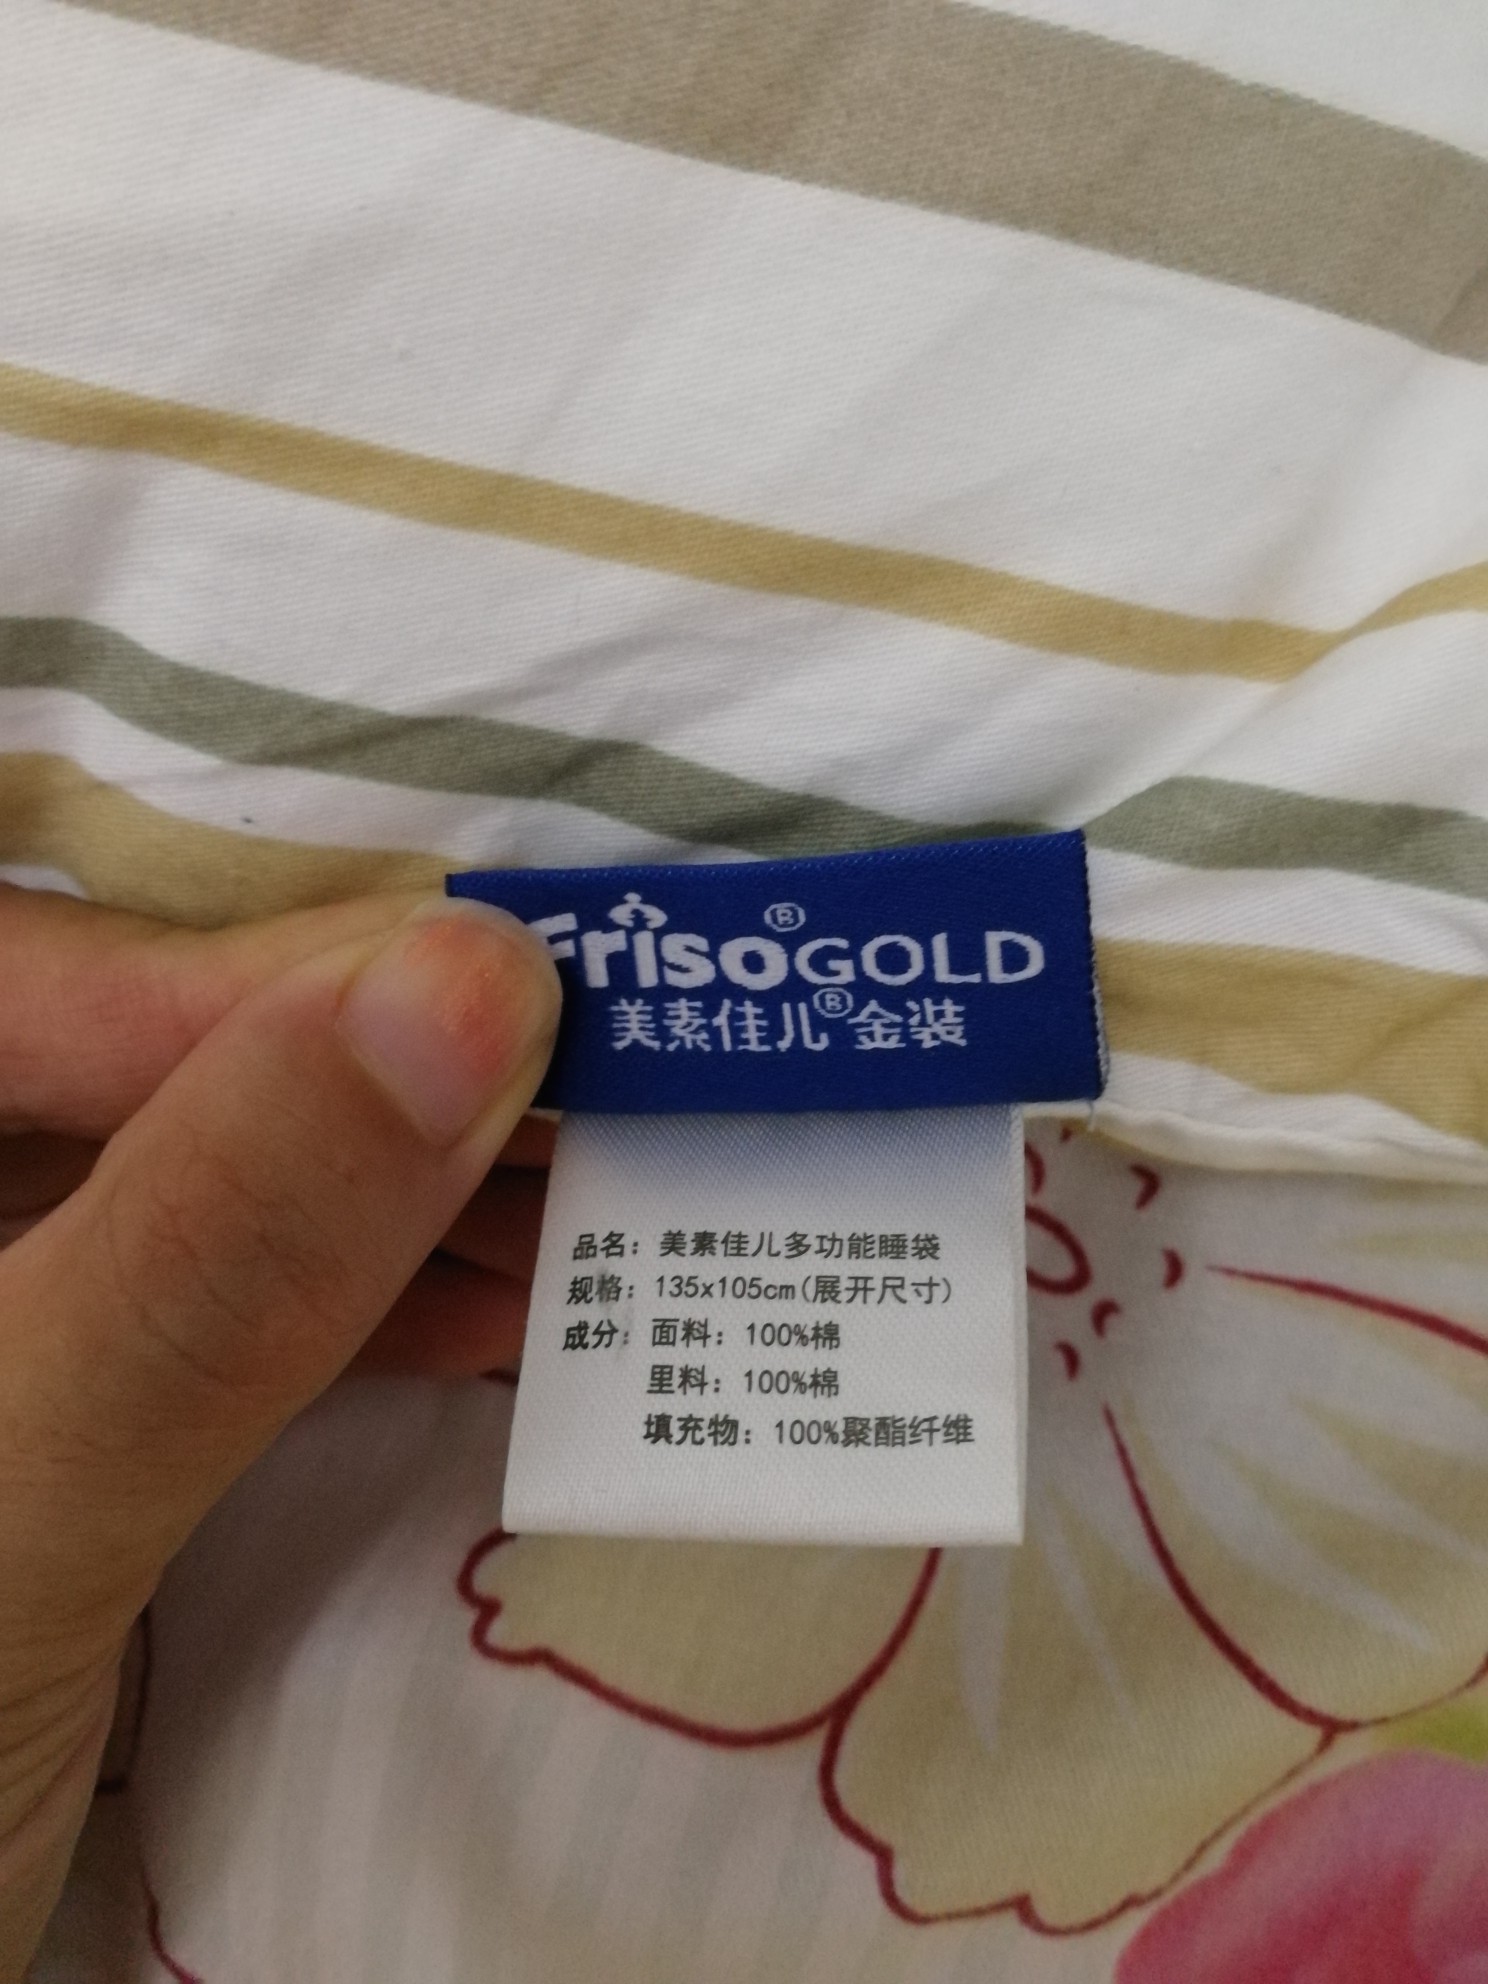 Friso®GOLD
美素佳儿®金装
品名：美素佳儿多功能睡袋
规格：135x105cm(展开尺寸)
成分：面料：100%棉
里料：100%棉
填充物：100%聚酯纤维